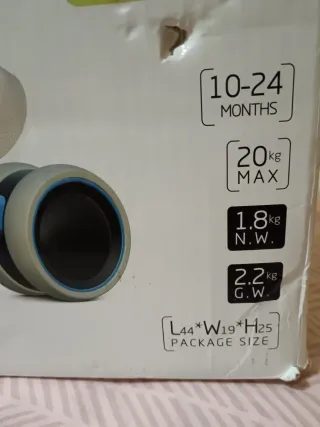 10-24
MONTHS
20kg
MAX
1.8kg
N.W.
2.2kg
G.W.
L44*W19*H25
PACKAGE SIZE